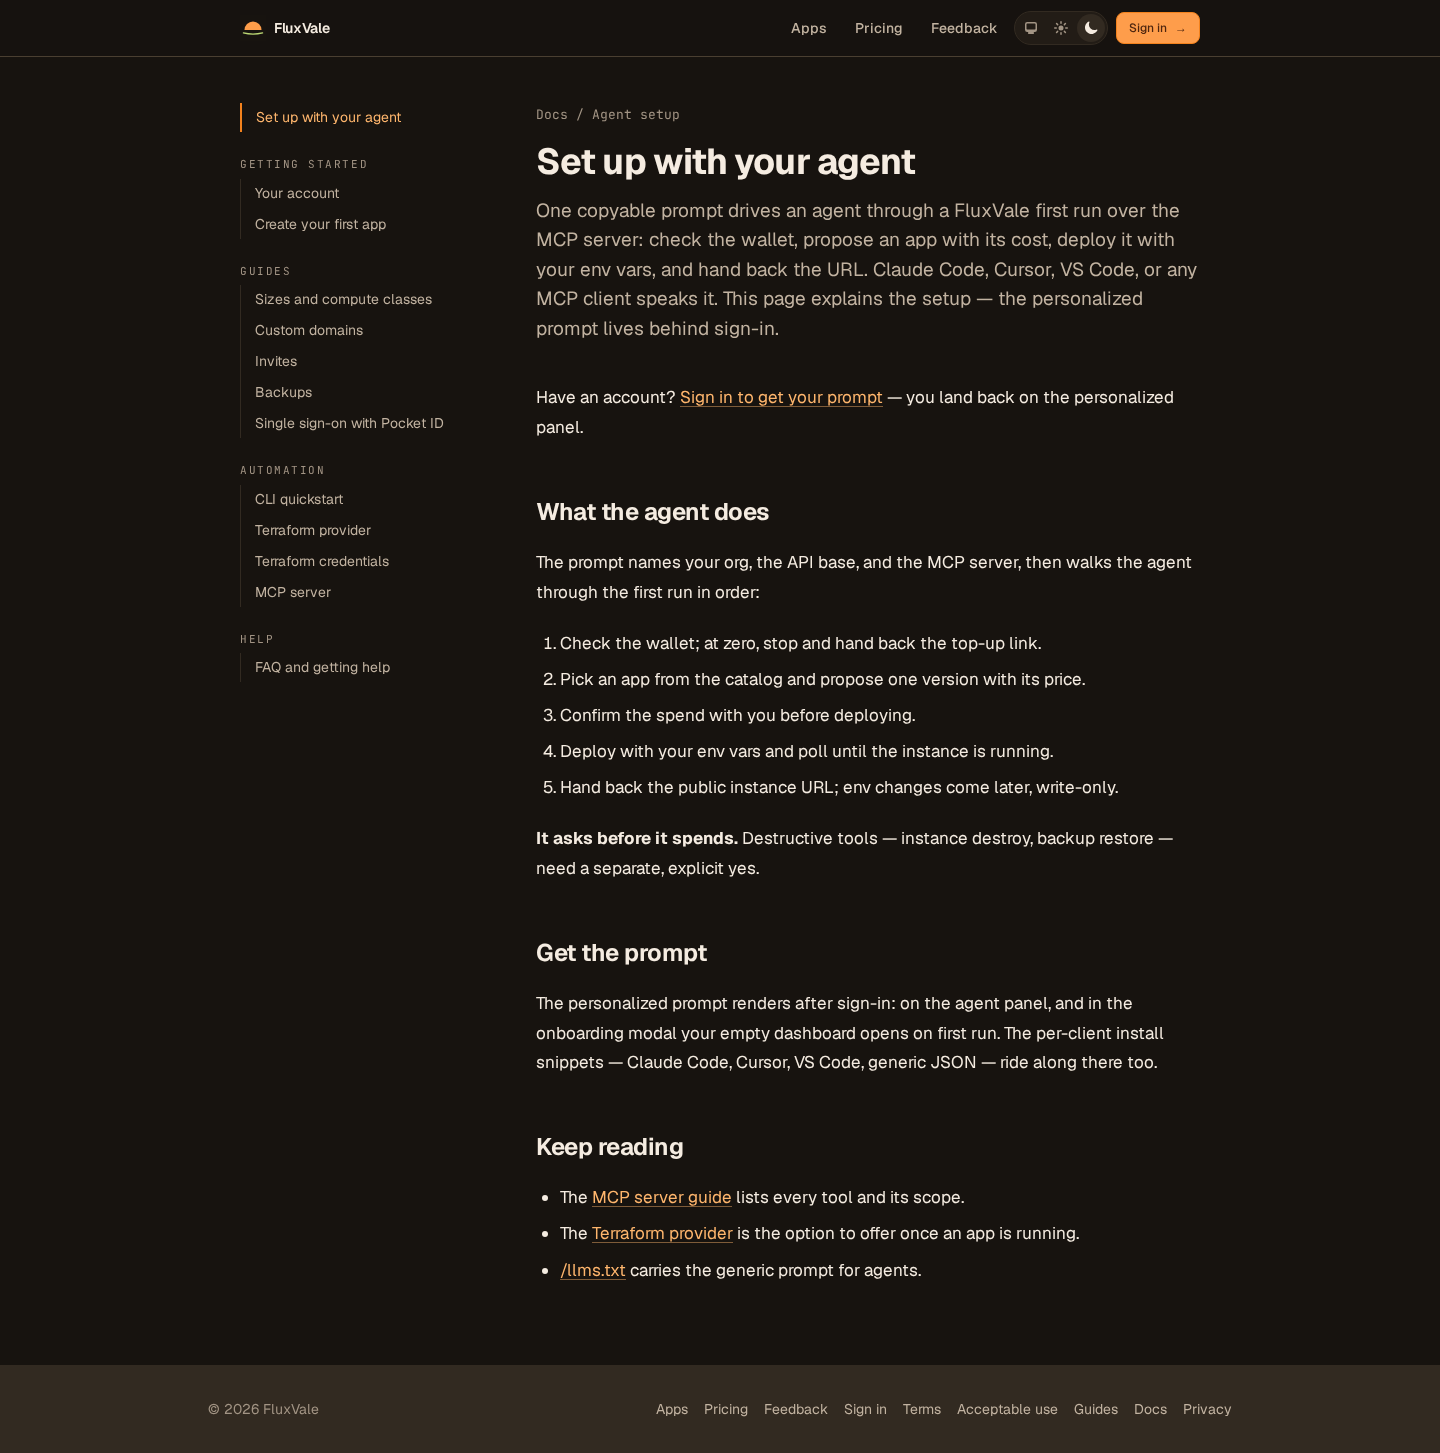 FluxVale
Apps Pricing Feedback Sign in →
Set up with your agent
GETTING STARTED
Your account
Create your first app
GUIDES
Sizes and compute classes
Custom domains
Invites
Backups
Single sign-on with Pocket ID
AUTOMATION
CLI quickstart
Terraform provider
Terraform credentials
MCP server
HELP
FAQ and getting help
Docs / Agent setup
Set up with your agent
One copyable prompt drives an agent through a FluxVale first run over the
MCP server: check the wallet, propose an app with its cost, deploy it with
your env vars, and hand back the URL. Claude Code, Cursor, VS Code, or any
MCP client speaks it. This page explains the setup — the personalized
prompt lives behind sign-in.
Have an account? Sign in to get your prompt — you land back on the personalized
panel.
What the agent does
The prompt names your org, the API base, and the MCP server, then walks the agent
through the first run in order:
1. Check the wallet; at zero, stop and hand back the top-up link.
2. Pick an app from the catalog and propose one version with its price.
3. Confirm the spend with you before deploying.
4. Deploy with your env vars and poll until the instance is running.
5. Hand back the public instance URL; env changes come later, write-only.
It asks before it spends. Destructive tools — instance destroy, backup restore —
need a separate, explicit yes.
Get the prompt
The personalized prompt renders after sign-in: on the agent panel, and in the
onboarding modal your empty dashboard opens on first run. The per-client install
snippets — Claude Code, Cursor, VS Code, generic JSON — ride along there too.
Keep reading
• The MCP server guide lists every tool and its scope.
• The Terraform provider is the option to offer once an app is running.
• /llms.txt carries the generic prompt for agents.
© 2026 FluxVale
Apps Pricing Feedback Sign in Terms Acceptable use Guides Docs Privacy